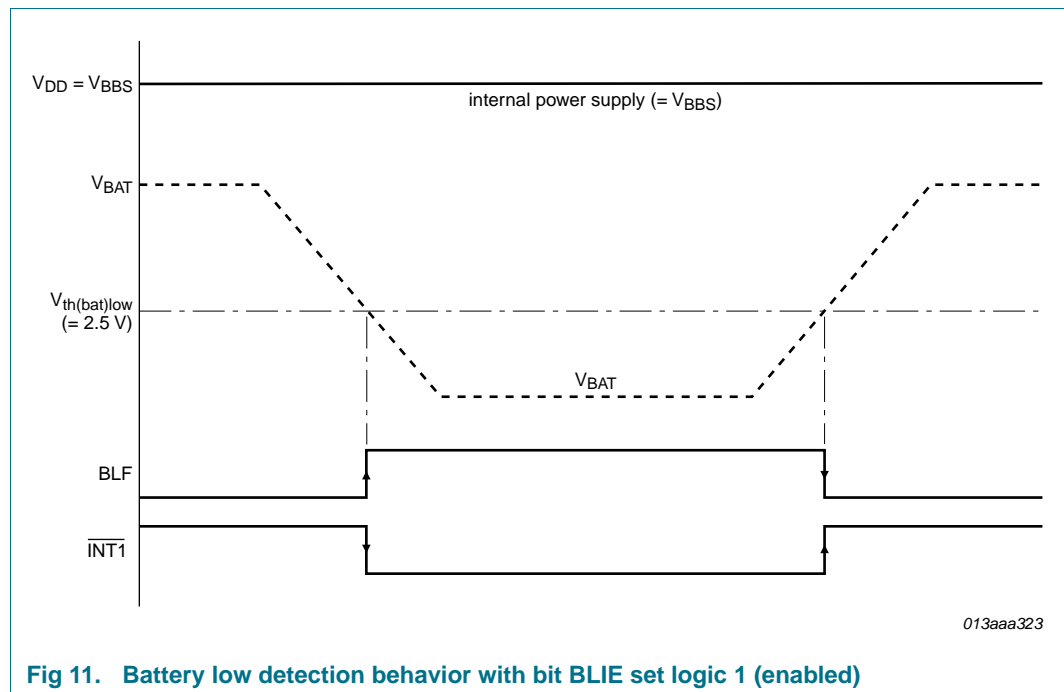 VDD = VBBS
internal power supply (= VBBS)
VBAT
Vth(bat)low
(= 2.5 V)
VBAT
BLF
INT1
013aaa323
Fig 11. Battery low detection behavior with bit BLIE set logic 1 (enabled)